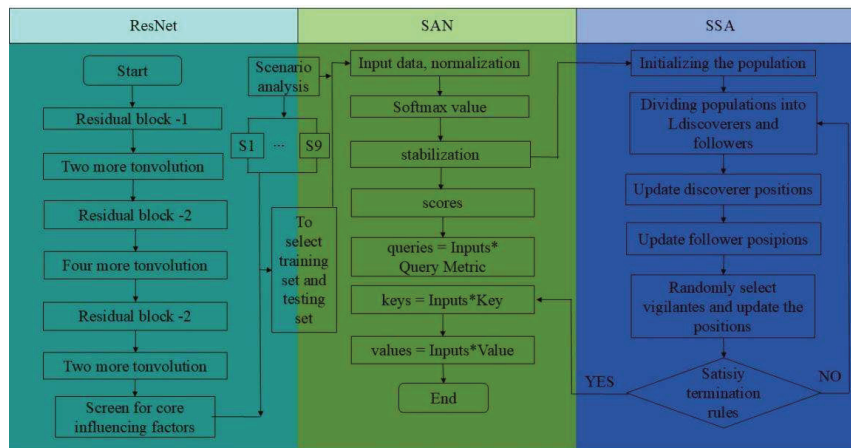 ResNet
SAN
SSA
Start
Residual block -1
Two more tonvolution
Residual block -2
Four more tonvolution
Residual block -2
Two more tonvolution
Screen for core
influencing factors
Scenario
analysis
S1
...
S9
To
select
training
set and
testing
set
Input data, normalization
Softmax value
stabilization
scores
queries = Inputs*
Query Metric
keys = Inputs*Key
values = Inputs*Value
End
Initializing the population
Dividing populations into
Ldiscoverers and
followers
Update discoverer positions
Update follower posipions
Randomly select
vigilantes and update the
positions
Satisiy
termination
rules
YES
NO